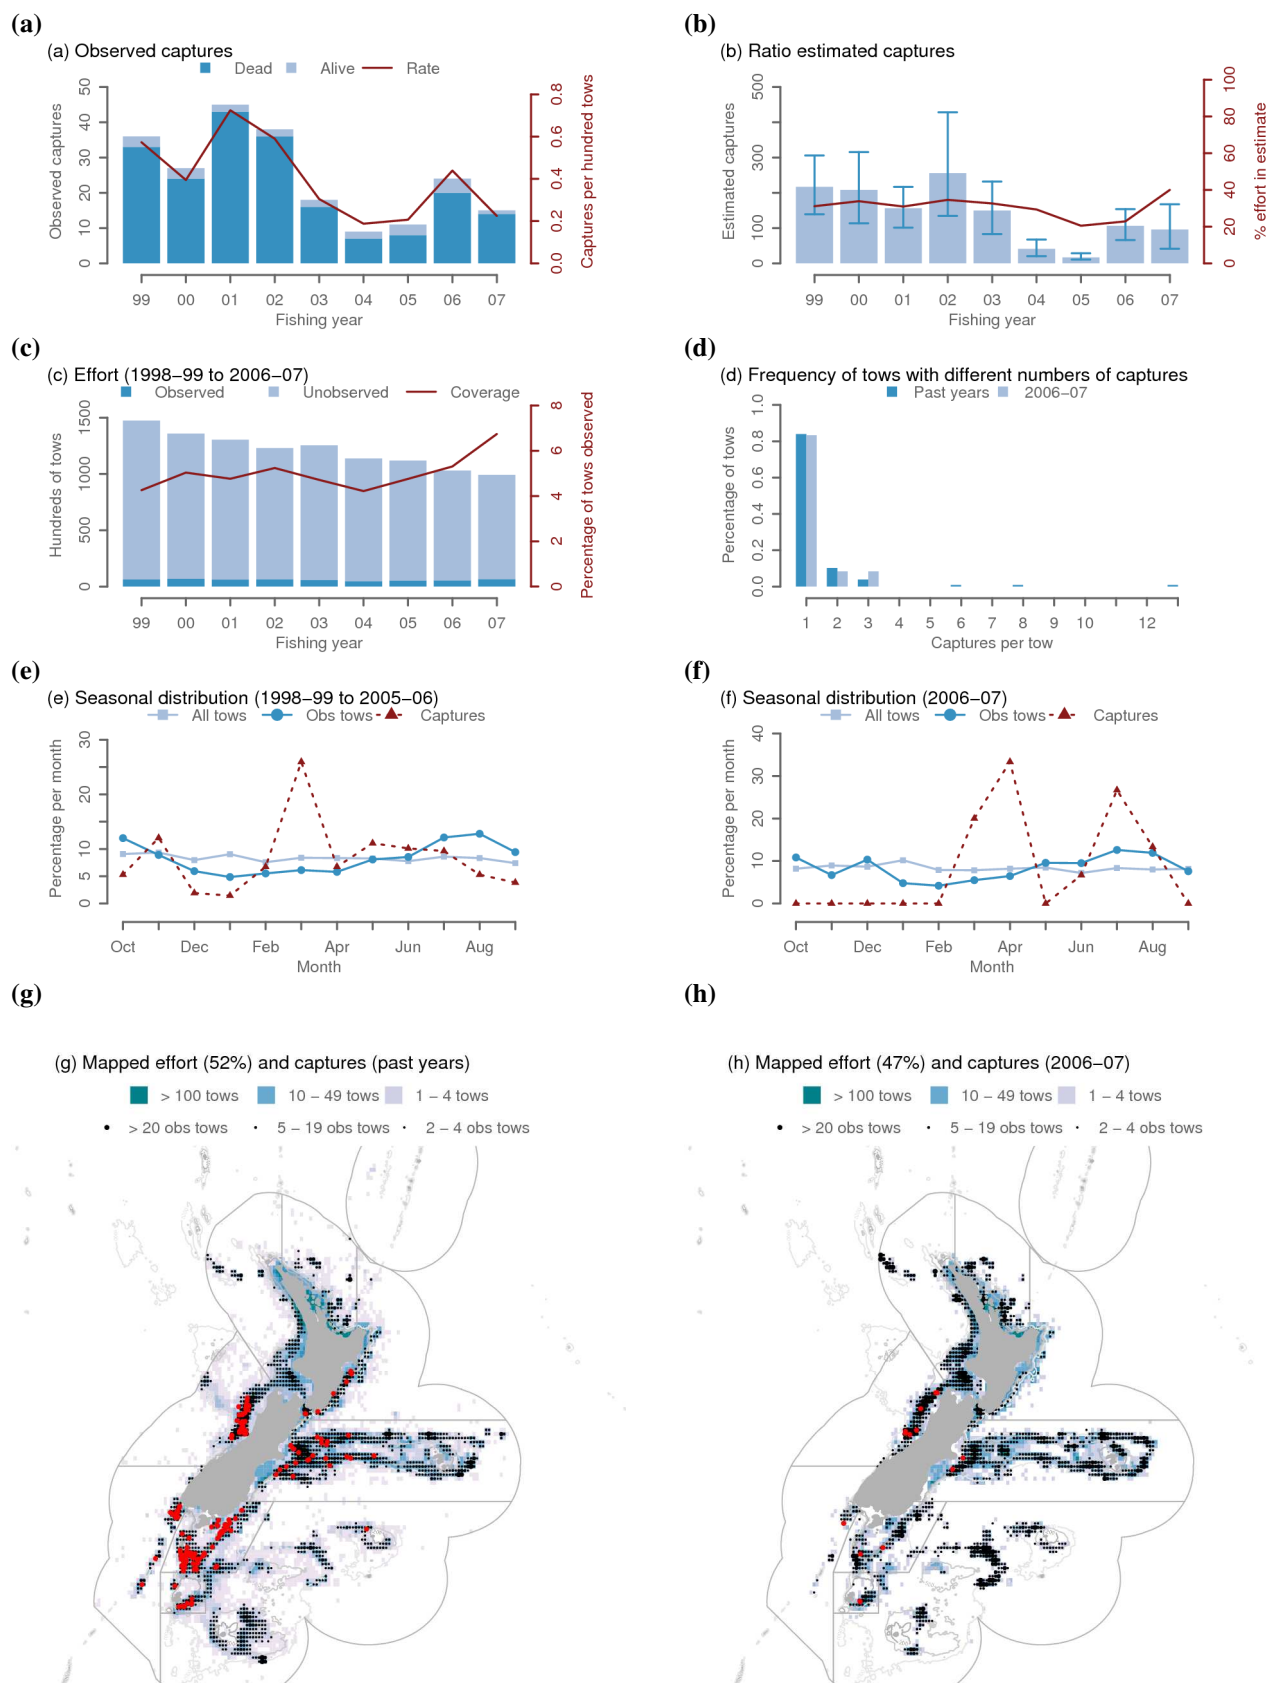 (a)
(a) Observed captures
Dead Alive Rate
Observed captures
0 10 20 30 40 50
Captures per hundred tows
0.0 0.2 0.4 0.6 0.8
99 00 01 02 03 04 05 06 07
Fishing year
(b)
(b) Ratio estimated captures
Estimated captures
0 100 300 500
% effort in estimate
0 20 40 60 80 100
99 00 01 02 03 04 05 06 07
Fishing year
(c)
(c) Effort (1998–99 to 2006–07)
Observed Unobserved Coverage
Hundreds of tows
0 500 1000 1500
Percentage of tows observed
0 2 4 6 8
99 00 01 02 03 04 05 06 07
Fishing year
(d)
(d) Frequency of tows with different numbers of captures
Past years 2006–07
Percentage of tows
0.0 0.2 0.4 0.6 0.8 1.0
1 2 3 4 5 6 7 8 9 10 12
Captures per tow
(e)
(e) Seasonal distribution (1998–99 to 2005–06)
All tows Obs tows Captures
Percentage per month
0 5 10 20 30
Oct Dec Feb Apr Jun Aug
Month
(f)
(f) Seasonal distribution (2006–07)
All tows Obs tows Captures
Percentage per month
0 10 20 30 40
Oct Dec Feb Apr Jun Aug
Month
(g)
(g) Mapped effort (52%) and captures (past years)
> 100 tows 10 – 49 tows 1 – 4 tows
> 20 obs tows 5 – 19 obs tows 2 – 4 obs tows
(h)
(h) Mapped effort (47%) and captures (2006–07)
> 100 tows 10 – 49 tows 1 – 4 tows
> 20 obs tows 5 – 19 obs tows 2 – 4 obs tows